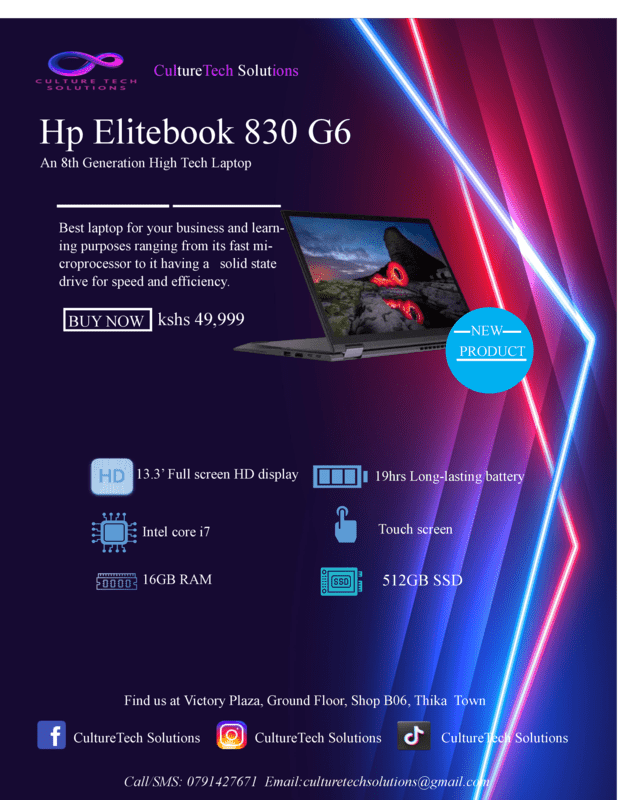 CULTURE TECH
SOLUTIONS
CultureTech Solutions
Hp Elitebook 830 G6
An 8th Generation High Tech Laptop
Best laptop for your business and learn-
ing purposes ranging from its fast mi-
croprocessor to it having a solid state
drive for speed and efficiency.
BUY NOW kshs 49,999
NEW
PRODUCT
HD 13.3’ Full screen HD display
19hrs Long-lasting battery
Intel core i7
Touch screen
16GB RAM
SSD 512GB SSD
Find us at Victory Plaza, Ground Floor, Shop B06, Thika Town
f CultureTech Solutions CultureTech Solutions CultureTech Solutions
Call/SMS: 0791427671 Email:culturetechsolutions@gmail.com